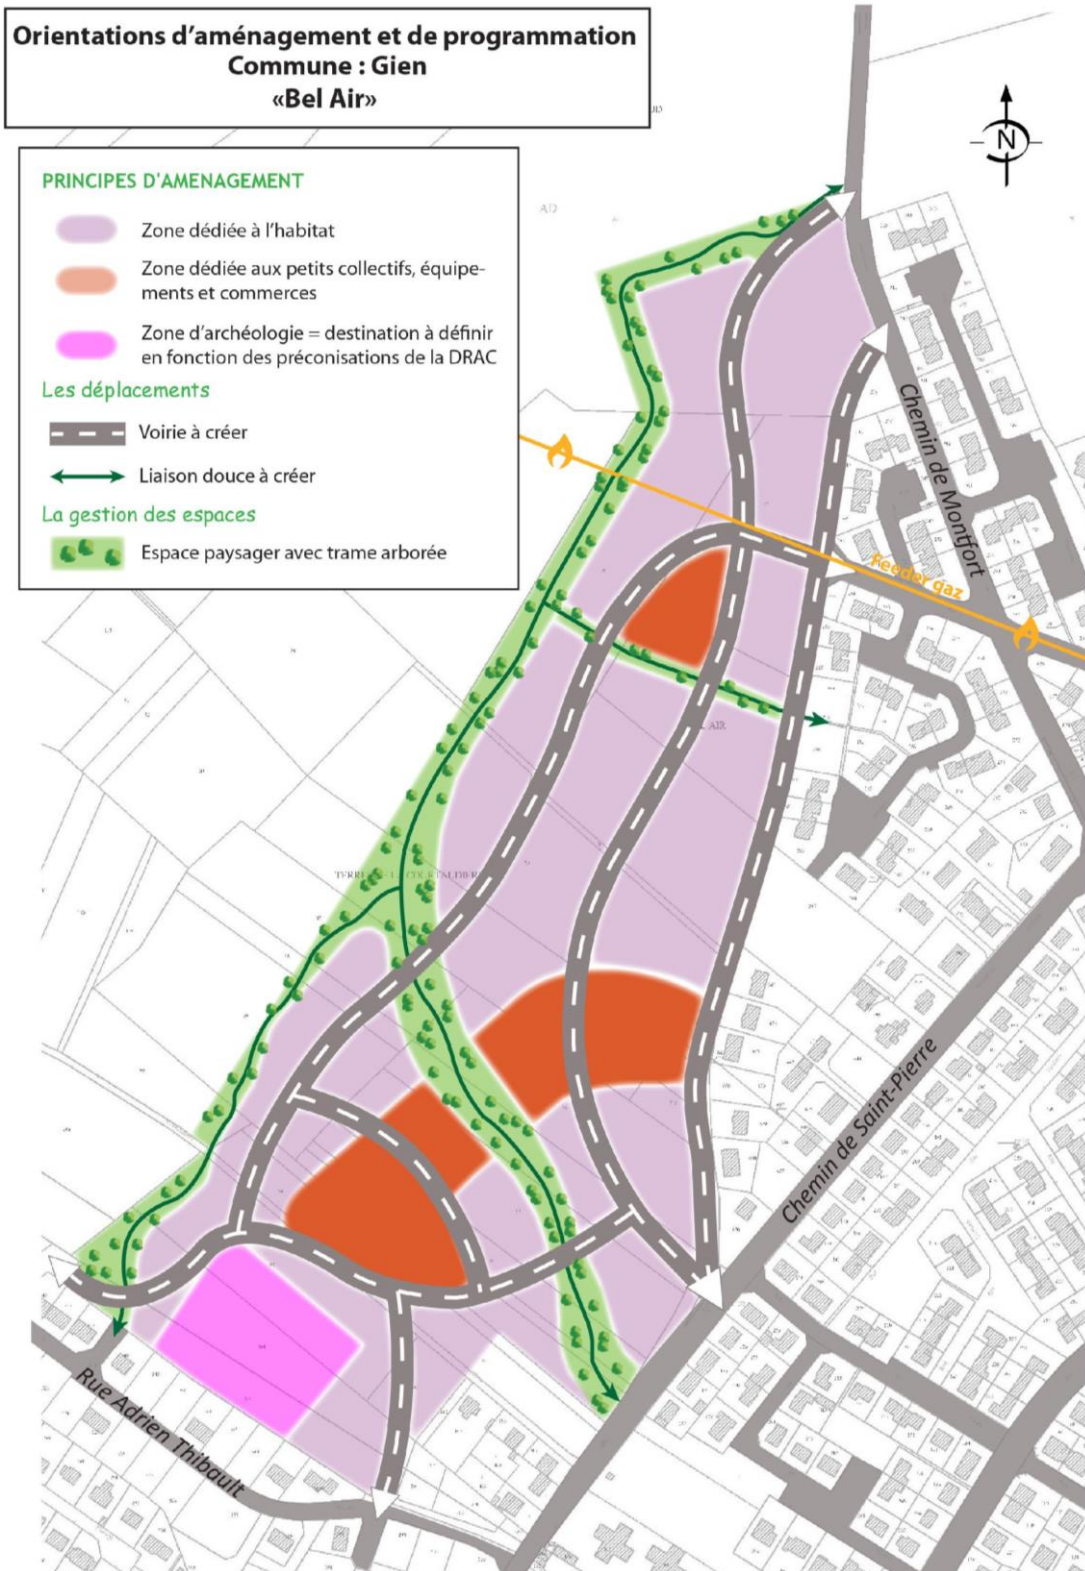 Orientations d’aménagement et de programmation
Commune : Gien
«Bel Air»
N
PRINCIPES D'AMENAGEMENT
Zone dédiée à l’habitat
Zone dédiée aux petits collectifs, équipe-
ments et commerces
Zone d’archéologie = destination à définir
en fonction des préconisations de la DRAC
Les déplacements
Voirie à créer
Liaison douce à créer
La gestion des espaces
Espace paysager avec trame arborée
AD
Chemin de Montfort
Feeder gaz
AIR
Chemin de Saint-Pierre
Rue Adrien Thibault